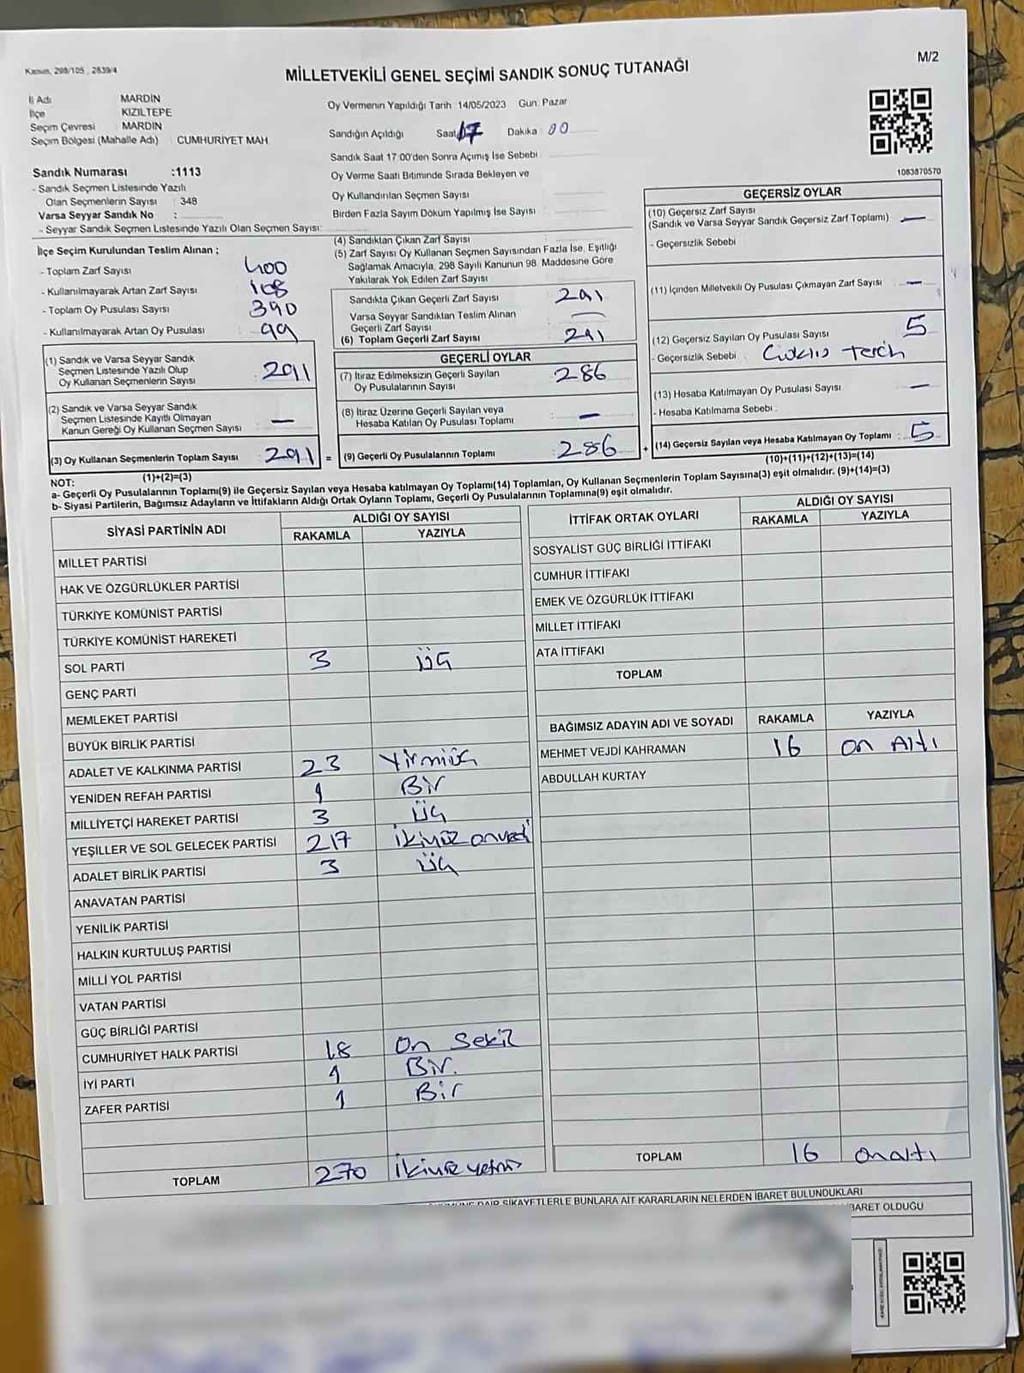 Kanun, 298/105 , 2839/4
M/2
MİLLETVEKİLİ GENEL SEÇİMİ SANDIK SONUÇ TUTANAĞI
İl Adı MARDİN
İlçe KIZILTEPE
Seçim Çevresi MARDİN
Seçim Bölgesi (Mahalle Adı) CUMHURİYET MAH
Sandık Numarası :1113
- Sandık Seçmen Listesinde Yazılı
Olan Seçmenlerin Sayısı : 348
Varsa Seyyar Sandık No :
- Seyyar Sandık Seçmen Listesinde Yazılı Olan Seçmen Sayısı:
Oy Vermenin Yapıldığı Tarih 14/05/2023 Gün. Pazar
Sandığın Açıldığı Saat 17 Dakika 00
Sandık Saat 17 00'den Sonra Açımış İse Sebebi
Oy Verme Saati Bitiminde Sırada Bekleyen ve
Oy Kullandırılan Seçmen Sayısı
Birden Fazla Sayım Döküm Yapılmış İse Sayısı
1083870570
İlçe Seçim Kurulundan Teslim Alınan ;
- Toplam Zarf Sayısı 400
- Kullanılmayarak Artan Zarf Sayısı 108
- Toplam Oy Pusulası Sayısı 390
- Kullanılmayarak Artan Oy Pusulası 99
(1) Sandık ve Varsa Seyyar Sandık
Seçmen Listesinde Yazılı Olup
Oy Kullanan Seçmenlerin Sayısı 291
(2) Sandık ve Varsa Seyyar Sandık
Seçmen Listesinde Kayıtlı Olmayan
Kanun Gereği Oy Kullanan Seçmen Sayısı —
(3) Oy Kullanan Seçmenlerin Toplam Sayısı 291 =
(1)+(2)=(3)
(4) Sandıktan Çıkan Zarf Sayısı
(5) Zarf Sayısı Oy Kullanan Seçmen Sayısından Fazla İse, Eşitliği
Sağlamak Amacıyla, 298 Sayılı Kanunun 98. Maddesine Göre
Yakılarak Yok Edilen Zarf Sayısı
Sandıkta Çıkan Geçerli Zarf Sayısı 291
Varsa Seyyar Sandıktan Teslim Alınan
Geçerli Zarf Sayısı —
(6) Toplam Geçerli Zarf Sayısı 291
GEÇERLİ OYLAR
(7) İtiraz Edilmeksizin Geçerli Sayılan
Oy Pusulalarının Sayısı 286
(8) İtiraz Üzerine Geçerli Sayılan veya
Hesaba Katılan Oy Pusulası Toplamı —
(9) Geçerli Oy Pusulalarının Toplamı 286 +
GEÇERSİZ OYLAR
(10) Geçersiz Zarf Sayısı
(Sandık ve Varsa Seyyar Sandık Geçersiz Zarf Toplamı) —
- Geçersizlik Sebebi
(11) İçinden Milletvekili Oy Pusulası Çıkmayan Zarf Sayısı —
(12) Geçersiz Sayılan Oy Pusulası Sayısı 5
- Geçersizlik Sebebi
(13) Hesaba Katılmayan Oy Pusulası Sayısı —
- Hesaba Katılmama Sebebi
(14) Geçersiz Sayılan veya Hesaba Katılmayan Oy Toplamı : 5
(10)+(11)+(12)+(13)=(14)
NOT:
a- Geçerli Oy Pusulalarının Toplamı(9) ile Geçersiz Sayılan veya Hesaba katılmayan Oy Toplamı(14) Toplamları, Oy Kullanan Seçmenlerin Toplam Sayısına(3) eşit olmalıdır. (9)+(14)=(3)
b- Siyasi Partilerin, Bağımsız Adayların ve İttifakların Aldığı Ortak Oyların Toplamı, Geçerli Oy Pusulalarının Toplamına(9) eşit olmalıdır.
SİYASİ PARTİNİN ADI ALDIĞI OY SAYISI
RAKAMLA YAZIYLA
MİLLET PARTİSİ
HAK VE ÖZGÜRLÜKLER PARTİSİ
TÜRKİYE KOMÜNİST PARTİSİ
TÜRKİYE KOMÜNİST HAREKETİ
SOL PARTİ 3 üç
GENÇ PARTİ
MEMLEKET PARTİSİ
BÜYÜK BİRLİK PARTİSİ
ADALET VE KALKINMA PARTİSİ 23 Yirmiüç
YENİDEN REFAH PARTİSİ 1 Bir
MİLLİYETÇİ HAREKET PARTİSİ 3 üç
YEŞİLLER VE SOL GELECEK PARTİSİ 217 ikiyüz onyedi
ADALET BİRLİK PARTİSİ 3 üç
ANAVATAN PARTİSİ
YENİLİK PARTİSİ
HALKIN KURTULUŞ PARTİSİ
MİLLİ YOL PARTİSİ
VATAN PARTİSİ
GÜÇ BİRLİĞİ PARTİSİ
CUMHURİYET HALK PARTİSİ 18 On Sekiz
İYİ PARTİ 1 Bir.
ZAFER PARTİSİ 1 Bir
TOPLAM 270 ikiyüz yetmiş
İTTİFAK ORTAK OYLARI ALDIĞI OY SAYISI
RAKAMLA YAZIYLA
SOSYALİST GÜÇ BİRLİĞİ İTTİFAKI
CUMHUR İTTİFAKI
EMEK VE ÖZGÜRLÜK İTTİFAKI
MİLLET İTTİFAKI
ATA İTTİFAKI
TOPLAM
BAĞIMSIZ ADAYIN ADI VE SOYADI RAKAMLA YAZIYLA
MEHMET VEJDİ KAHRAMAN 16 on Altı
ABDULLAH KURTAY
TOPLAM 16 onaltı
DAİR ŞİKAYETLERLE BUNLARA AİT KARARLARIN NELERDEN İBARET BULUNDUKLARI
İBARET OLDUĞU